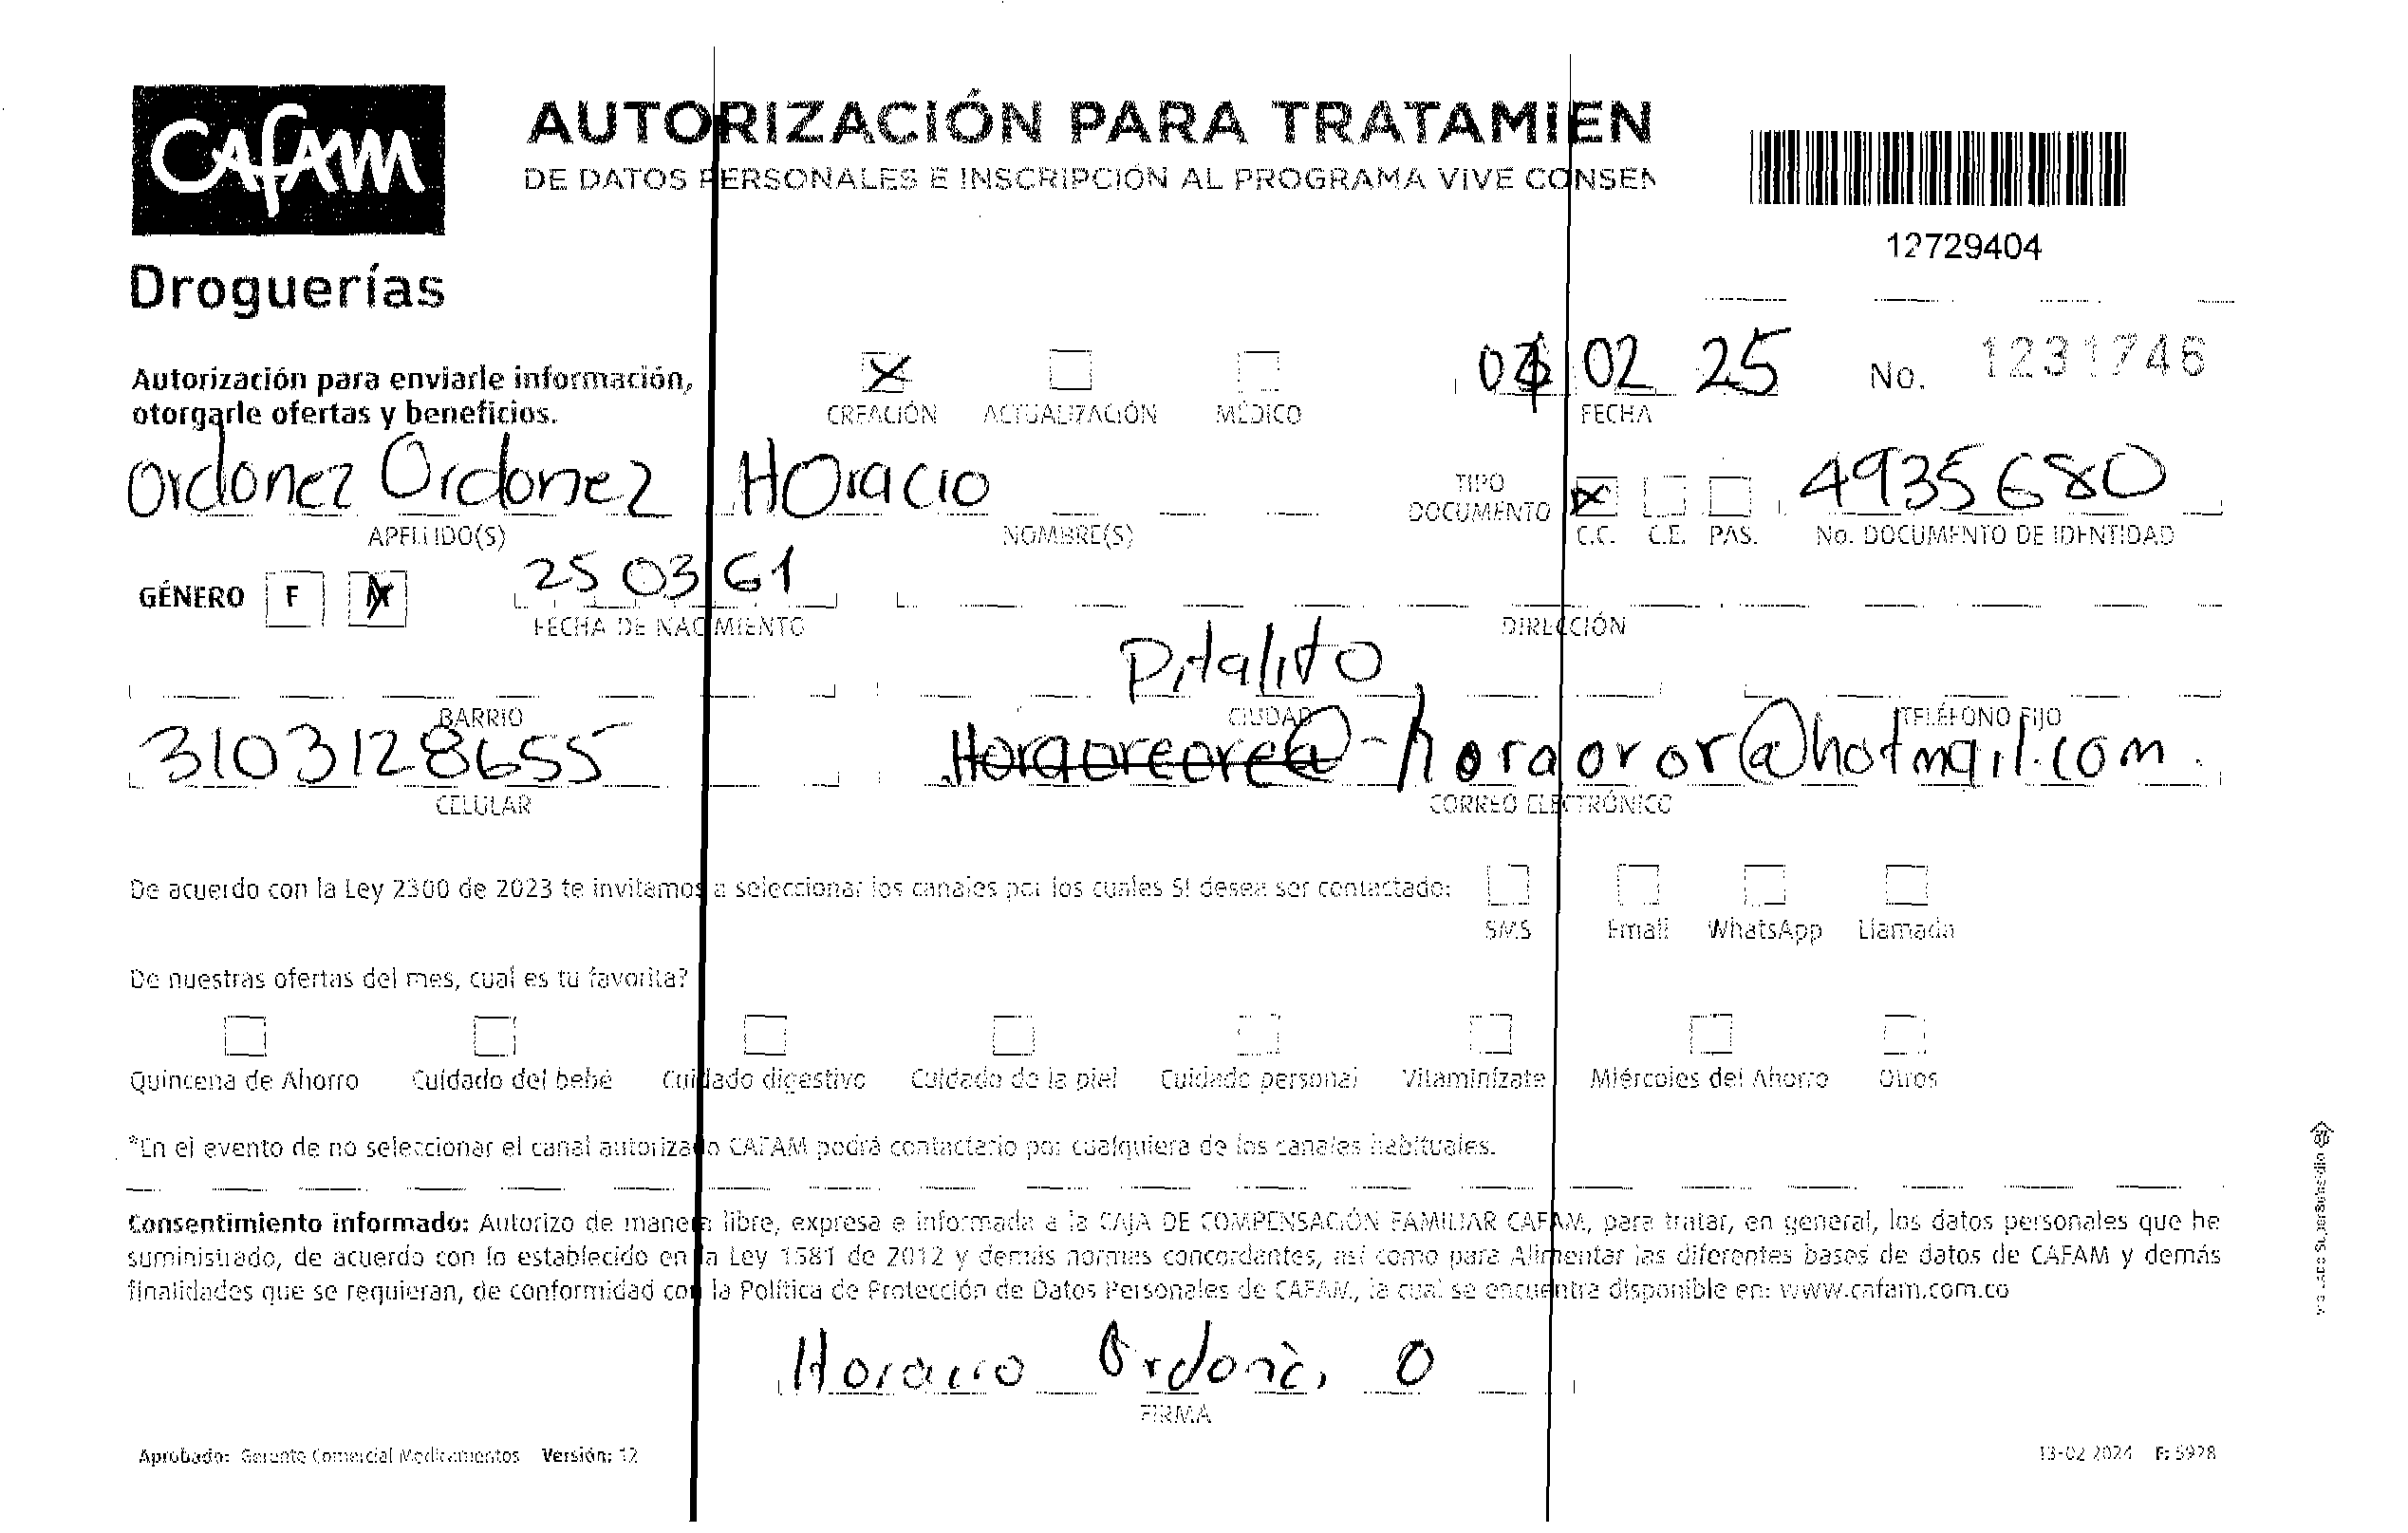 CAfAM
Droguerías
AUTORIZACIÓN PARA TRATAMIEN
DE DATOS PERSONALES E INSCRIPCIÓN AL PROGRAMA VIVE CONSEN
12729404
Autorización para enviarle información,
otorgarle ofertas y beneficios.
X
CREACIÓN ACTUALIZACIÓN MÉDICO
02 25
FECHA
No. 1231746
Ordonez Ordonez HOracio
APELLIDO(S) NOMBRE(S)
TIPO
DOCUMENTO
X
C.C. C.E. PAS.
4935680
No. DOCUMENTO DE IDENTIDAD
GÉNERO F M
25 03 61
FECHA DE NACIMIENTO
DIRECCIÓN
Pitalito
BARRIO CIUDAD TELÉFONO FIJO
3103128655
- horaoror@hotmail.com.
CELULAR CORREO ELECTRÓNICO
De acuerdo con la Ley 2300 de 2023 te invitamos a seleccionar los canales por los cuales SI desea ser contactado:
SMS Email WhatsApp Llamada
De nuestras ofertas del mes, cual es tu favorita?
Quincena de Ahorro Cuidado del bebé Cuidado digestivo Cuidado de la piel Cuidado personal Vitaminízate Miércoles del Ahorro Otros
*En el evento de no seleccionar el canal autorizado CAFAM podrá contactarlo por cualquiera de los canales habituales.
Consentimiento informado: Autorizo de manera libre, expresa e informada a la CAJA DE COMPENSACIÓN FAMILIAR CAFAM, para tratar, en general, los datos personales que he
suministrado, de acuerdo con lo establecido en la Ley 1581 de 2012 y demás normas concordantes, así como para Alimentar las diferentes bases de datos de CAFAM y demás
finalidades que se requieran, de conformidad con la Política de Protección de Datos Personales de CAFAM, la cual se encuentra disponible en: www.cafam.com.co
Horacio O
FIRMA
Aprobado: Gerente Comercial Medicamentos Versión: 12
13-02 2024 F: 5928
VIGILADO SuperSubsidio